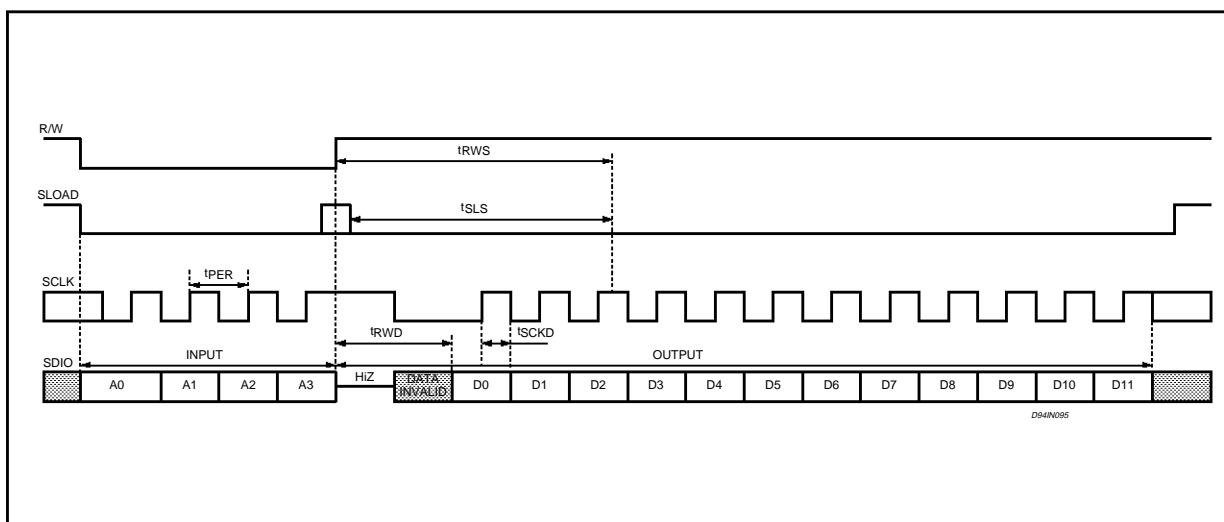 R/W
tRWS
SLOAD
tSLS
SCLK
tPER
tRWD
tSCKD
SDIO
INPUT
OUTPUT
A0 A1 A2 A3 HiZ DATA INVALID D0 D1 D2 D3 D4 D5 D6 D7 D8 D9 D10 D11
D94IN095